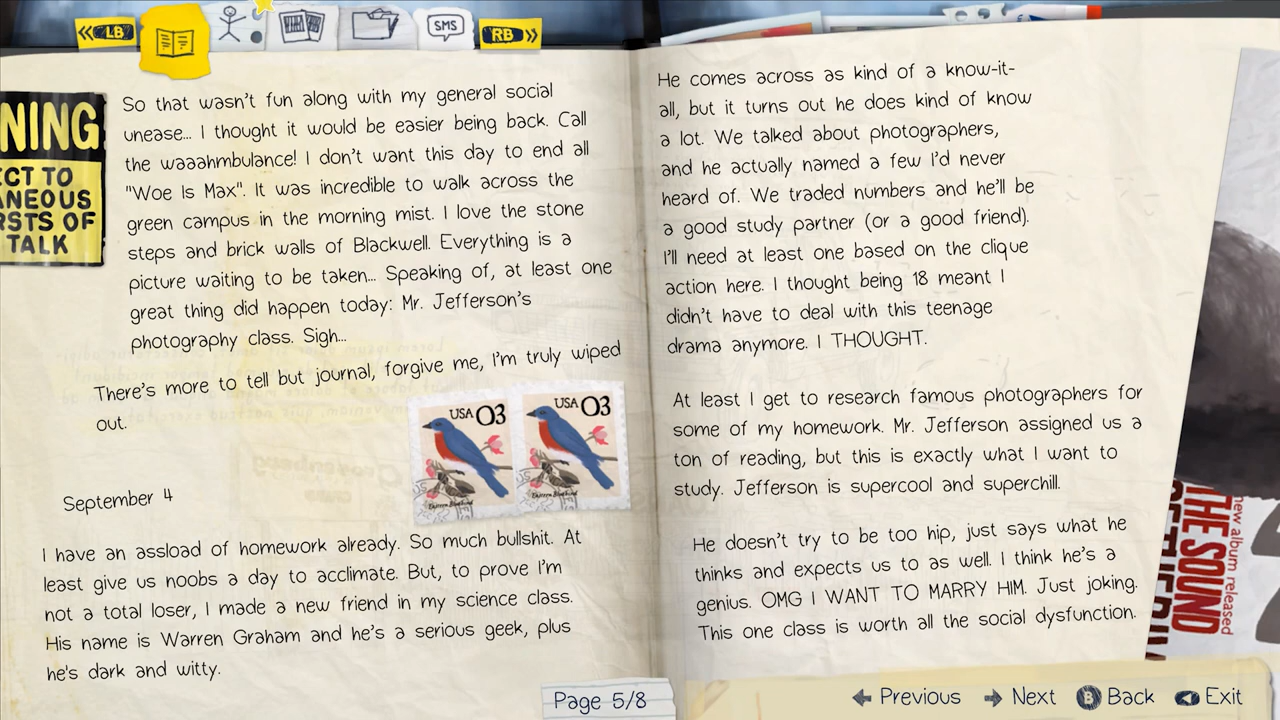 LB
SMS
RB
NING
ECT TO
ANEOUS
RSTS OF
TALK
So that wasn't fun along with my general social
unease... I thought it would be easier being back. Call
the waaahmbulance! I don't want this day to end all
"Woe Is Max". It was incredible to walk across the
green campus in the morning mist. I love the stone
steps and brick walls of Blackwell. Everything is a
picture waiting to be taken... Speaking of, at least one
great thing did happen today: Mr. Jefferson's
photography class. Sigh...
There's more to tell but journal, forgive me, I'm truly wiped
out.
USA 03
USA 03
Eastern Bluebird
Eastern Bluebird
September 4
I have an assload of homework already. So much bullshit. At
least give us noobs a day to acclimate. But, to prove I'm
not a total loser, I made a new friend in my science class.
His name is Warren Graham and he's a serious geek, plus
he's dark and witty.
He comes across as kind of a know-it-
all, but it turns out he does kind of know
a lot. We talked about photographers,
and he actually named a few I'd never
heard of. We traded numbers and he'll be
a good study partner (or a good friend).
I'll need at least one based on the clique
action here. I thought being 18 meant I
didn't have to deal with this teenage
drama anymore. I THOUGHT.
At least I get to research famous photographers for
some of my homework. Mr. Jefferson assigned us a
ton of reading, but this is exactly what I want to
study. Jefferson is supercool and superchill.
He doesn't try to be too hip, just says what he
thinks and expects us to as well. I think he's a
genius. OMG I WANT TO MARRY HIM. Just joking.
This one class is worth all the social dysfunction.
new album released
THE SOUND
Page 5/8
Previous
Next
B Back
Exit